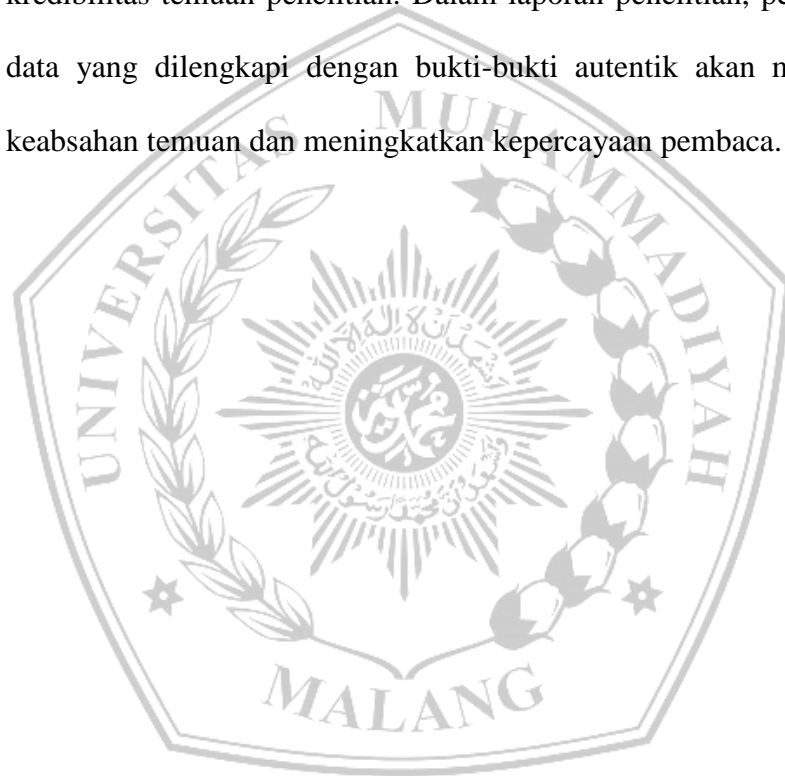 kredibilitas temuan penelitian. Dalam laporan penelitian,
data yang dilengkapi dengan bukti-bukti autentik akan
keabsahan temuan dan meningkatkan kepercayaan pembaca.
UNIVERSITAS MUHAMMADIYAH
MALANG